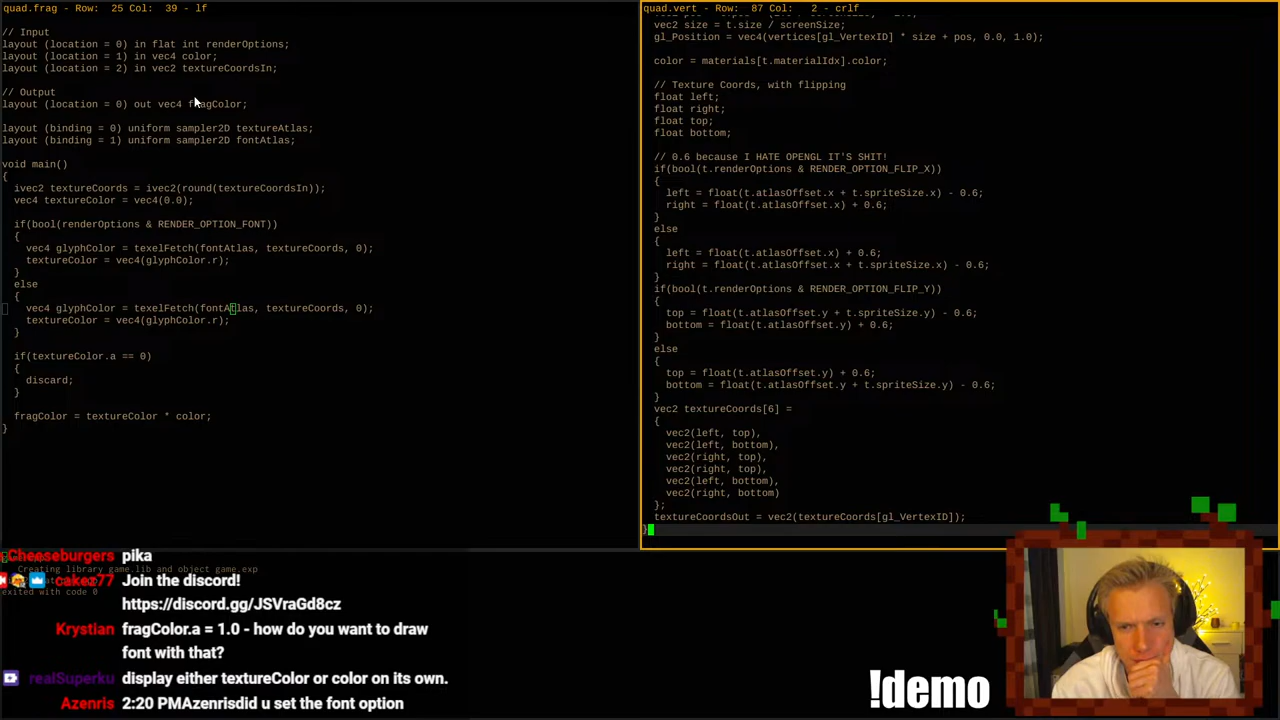 quad.frag - Row: 25 Col: 39 - lf
// Input
layout (location = 0) in flat int renderOptions;
layout (location = 1) in vec4 color;
layout (location = 2) in vec2 textureCoordsIn;
// Output
layout (location = 0) out vec4 fragColor;
layout (binding = 0) uniform sampler2D textureAtlas;
layout (binding = 1) uniform sampler2D fontAtlas;
void main()
{
ivec2 textureCoords = ivec2(round(textureCoordsIn));
vec4 textureColor = vec4(0.0);
if(bool(renderOptions & RENDER_OPTION_FONT))
{
vec4 glyphColor = texelFetch(fontAtlas, textureCoords, 0);
textureColor = vec4(glyphColor.r);
}
else
{
vec4 glyphColor = texelFetch(fontAtlas, textureCoords, 0);
textureColor = vec4(glyphColor.r);
}
if(textureColor.a == 0)
{
discard;
}
fragColor = textureColor * color;
}
quad.vert - Row: 87 Col: 2 - crlf
vec2 size = t.size / screenSize;
gl_Position = vec4(vertices[gl_VertexID] * size + pos, 0.0, 1.0);
color = materials[t.materialIdx].color;
// Texture Coords, with flipping
float left;
float right;
float top;
float bottom;
// 0.6 because I HATE OPENGL IT'S SHIT!
if(bool(t.renderOptions & RENDER_OPTION_FLIP_X))
{
left = float(t.atlasOffset.x + t.spriteSize.x) - 0.6;
right = float(t.atlasOffset.x) + 0.6;
}
else
{
left = float(t.atlasOffset.x) + 0.6;
right = float(t.atlasOffset.x + t.spriteSize.x) - 0.6;
}
if(bool(t.renderOptions & RENDER_OPTION_FLIP_Y))
{
top = float(t.atlasOffset.y + t.spriteSize.y) - 0.6;
bottom = float(t.atlasOffset.y) + 0.6;
}
else
{
top = float(t.atlasOffset.y) + 0.6;
bottom = float(t.atlasOffset.y + t.spriteSize.y) - 0.6;
}
vec2 textureCoords[6] =
{
vec2(left, top),
vec2(left, bottom),
vec2(right, top),
vec2(right, top),
vec2(left, bottom),
vec2(right, bottom)
};
textureCoordsOut = vec2(textureCoords[gl_VertexID]);
}
Cheeseburgers pika
Creating library game.lib and object game.exp
cakez77 Join the discord!
exited with code 0
https://discord.gg/JSVraGd8cz
Krystian fragColor.a = 1.0 - how do you want to draw
font with that?
realSuperku display either textureColor or color on its own.
Azenris 2:20 PMAzenrisdid u set the font option
!demo